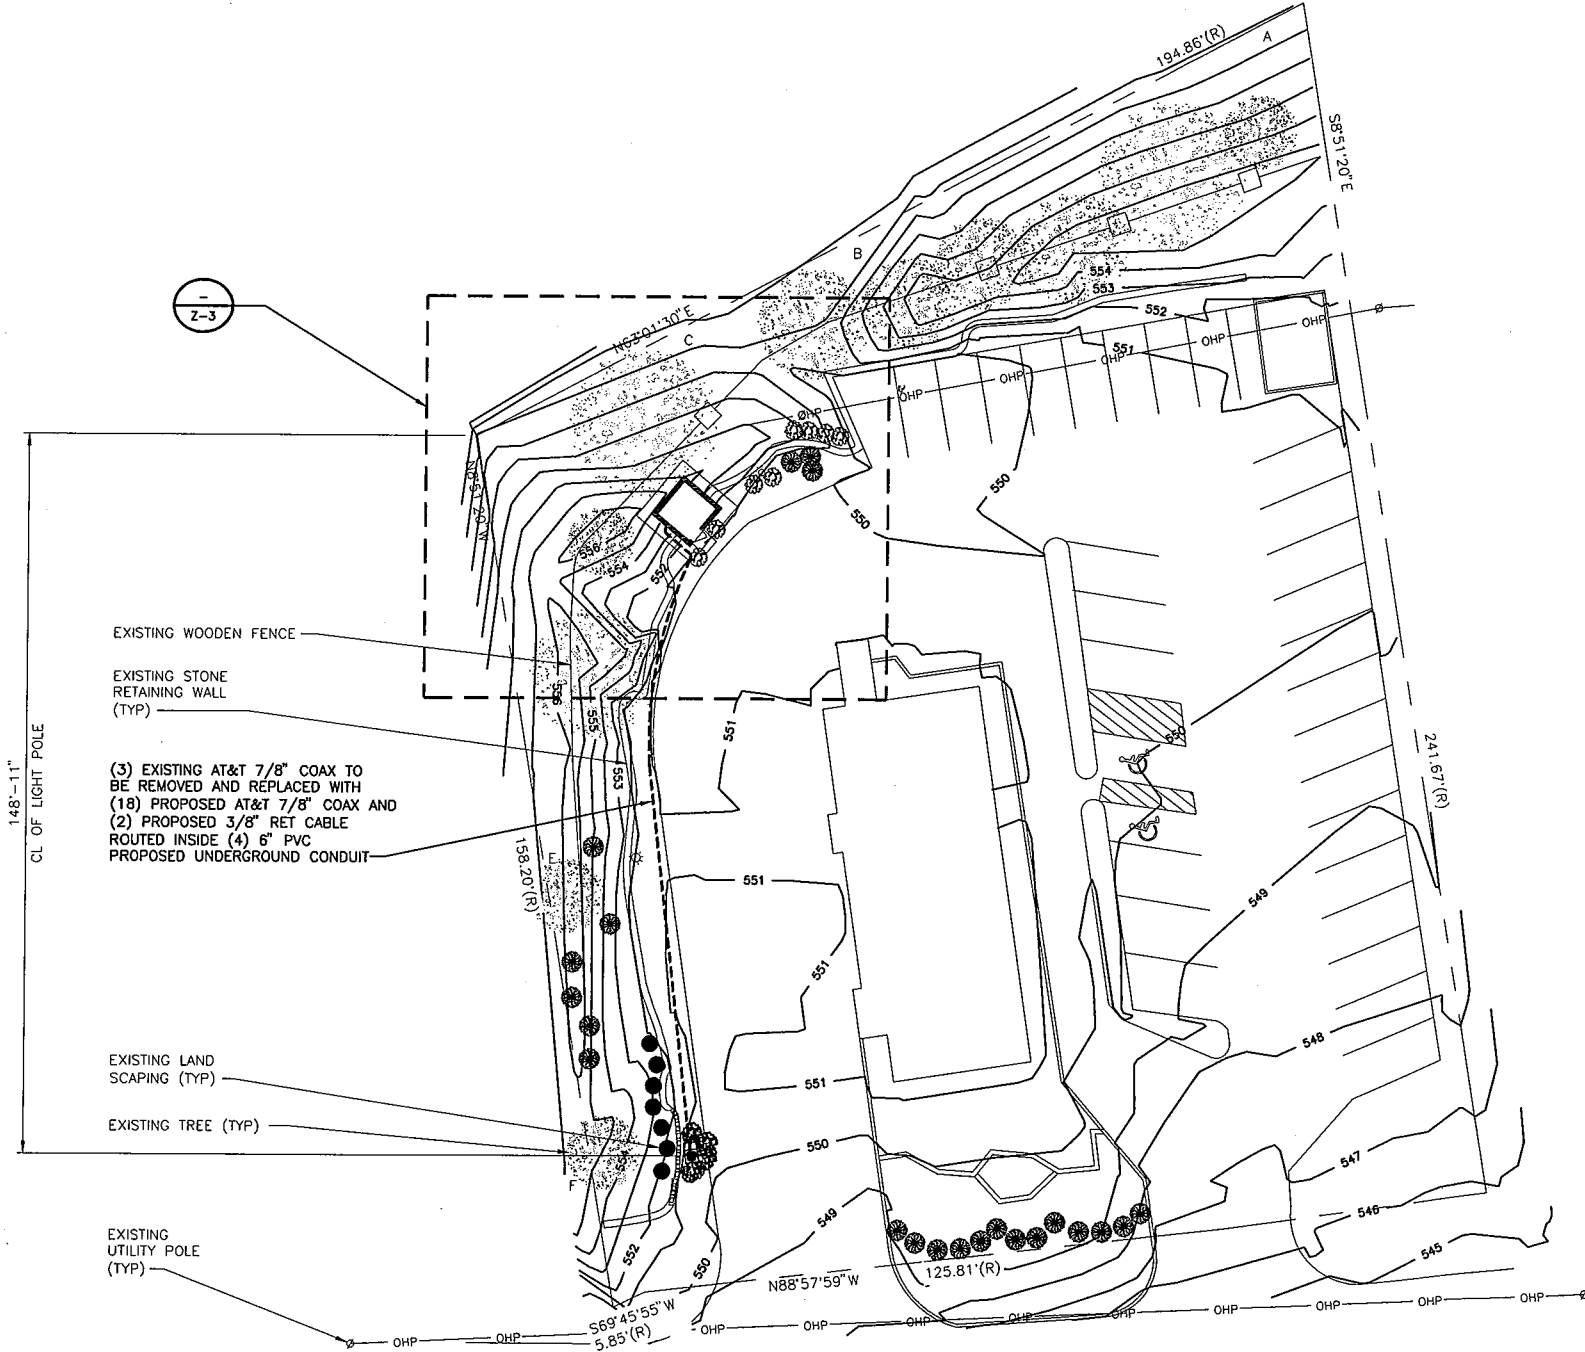 194.86'(R)
A
S8°51'20"E
B
-
Z-3
N63°01'30"E
C
554
553
552
551
OHP
OHP
OHP
OHP
OHP
ØHP
N8°51'20"W
550
550
556
554
552
EXISTING WOODEN FENCE
EXISTING STONE
RETAINING WALL
(TYP)
556
555
553
551
550
148'-11"
CL OF LIGHT POLE
(3) EXISTING AT&T 7/8" COAX TO
BE REMOVED AND REPLACED WITH
(18) PROPOSED AT&T 7/8" COAX AND
(2) PROPOSED 3/8" RET CABLE
ROUTED INSIDE (4) 6" PVC
PROPOSED UNDERGROUND CONDUIT
241.67'(R)
158.20'(R)
E
551
549
551
548
EXISTING LAND
SCAPING (TYP)
551
EXISTING TREE (TYP)
550
547
554
F
549
546
545
EXISTING
UTILITY POLE
(TYP)
552
550
N88°57'59"W
125.81'(R)
S69°45'55"W
5.85'(R)
Ø
OHP
OHP
OHP
OHP
OHP
OHP
OHP
OHP
OHP
OHP
OHP